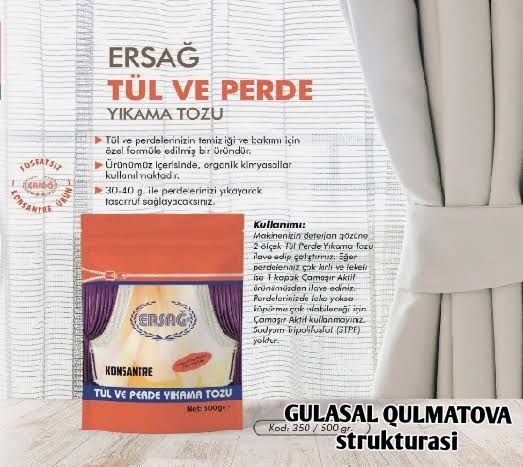 ERSAĞ
TÜL VE PERDE
YIKAMA TOZU
Tül ve perdelerinizin temizliği ve bakımı için
özel formüle edilmiş bir üründür.
Ürünümüz içerisinde, organik kimyasallar
kullanılmaktadır.
30-40 g. ile perdelerinizi yıkayarak
tasarruf sağlayacaksınız.
FOSFATSIZ
ERSAĞ
KONSANTRE ÜRÜN
Kullanımı:
Makinenizin deterjan gözüne
2 ölçek Tül Perde Yıkama Tozu
ilave edip çalıştırınız. Eğer
perdeleriniz çok kirli ve lekeli
ise 1 kapak Çamaşır Aktif
ürünümüzden ilave ediniz.
Perdelerinizde leke yoksa
köpürme çok olabileceği için
Çamaşır Aktif kullanmayınız.
Sodyum Tripolifosfat (STPF)
yoktur.
ERSAĞ
KONSANTRE
TÜL VE PERDE YIKAMA TOZU
Net: 500gr
Kod: 350 / 500 gr.
GULASAL QULMATOVA
strukturasi